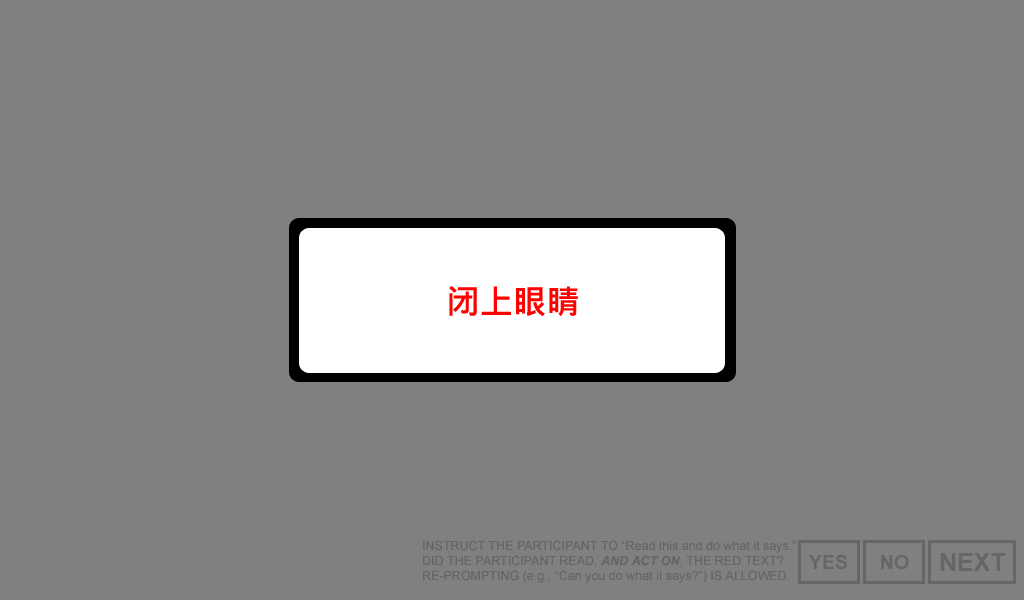 闭上眼睛
INSTRUCT THE PARTICIPANT TO “Read this and do what it says.”
DID THE PARTICIPANT READ, AND ACT ON, THE RED TEXT?
RE-PROMPTING (e.g., “Can you do what it says?”) IS ALLOWED.
YES
NO
NEXT